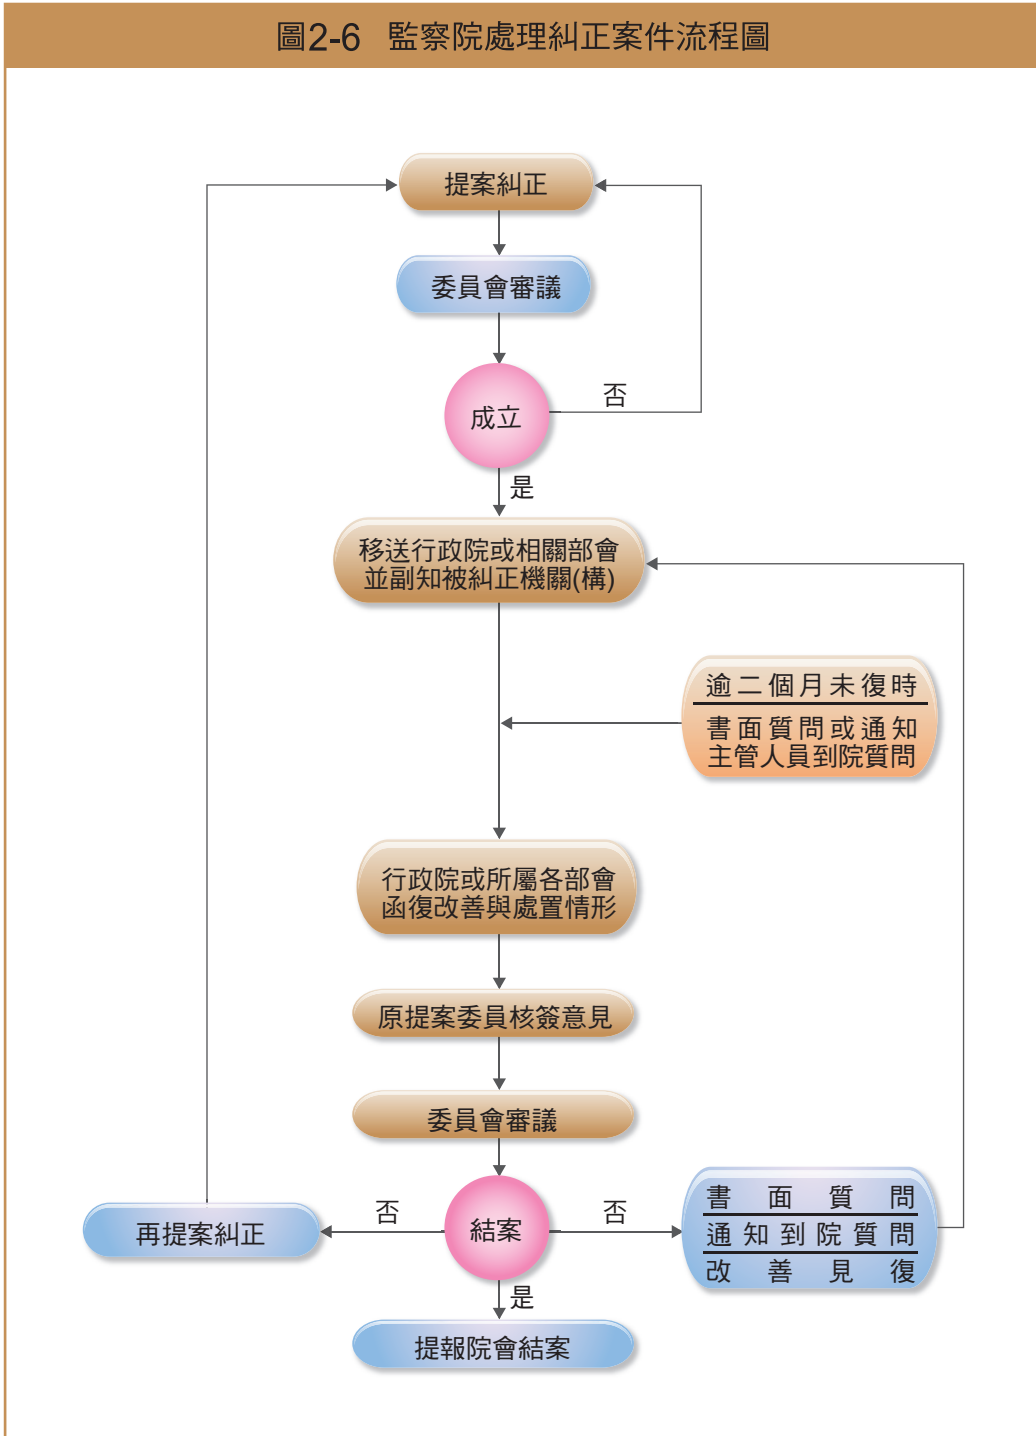 圖2-6 監察院處理糾正案件流程圖
提案糾正
委員會審議
成立
否
是
移送行政院或相關部會
並副知被糾正機關(構)
逾二個月未復時
書面質問或通知
主管人員到院質問
行政院或所屬各部會
函復改善與處置情形
原提案委員核簽意見
委員會審議
結案
否
再提案糾正
否
書面質問
通知到院質問
改善見復
是
提報院會結案